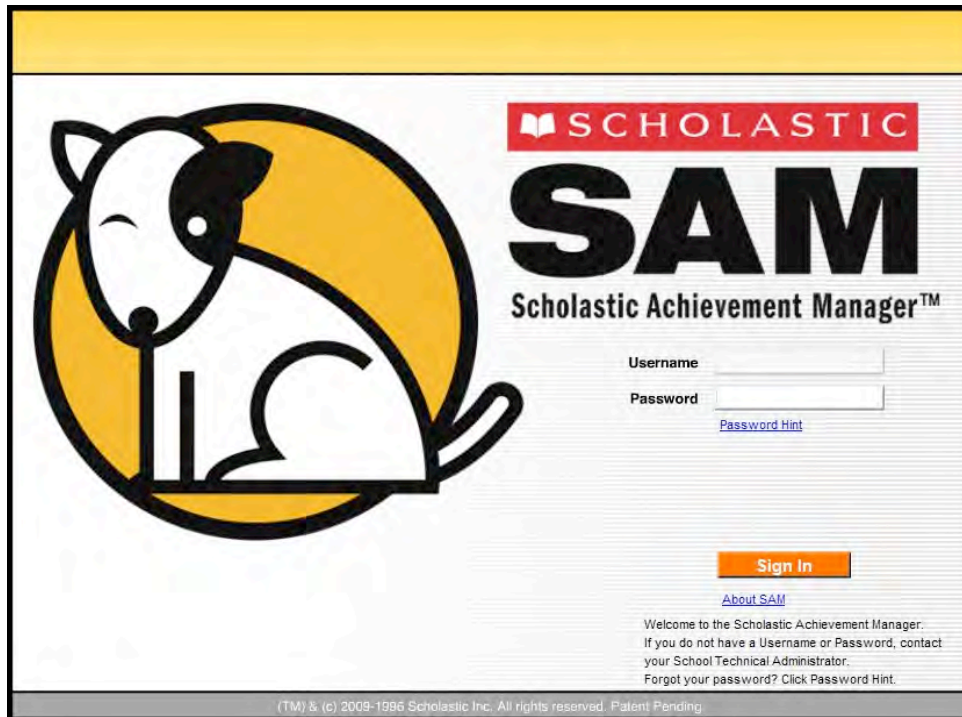 SCHOLASTIC
SAM
Scholastic Achievement Manager™
Username
Password
Password Hint
Sign In
About SAM
Welcome to the Scholastic Achievement Manager.
If you do not have a Username or Password, contact
your School Technical Administrator.
Forgot your password? Click Password Hint.
(TM) & (c) 2009-1996 Scholastic Inc. All rights reserved. Patent Pending